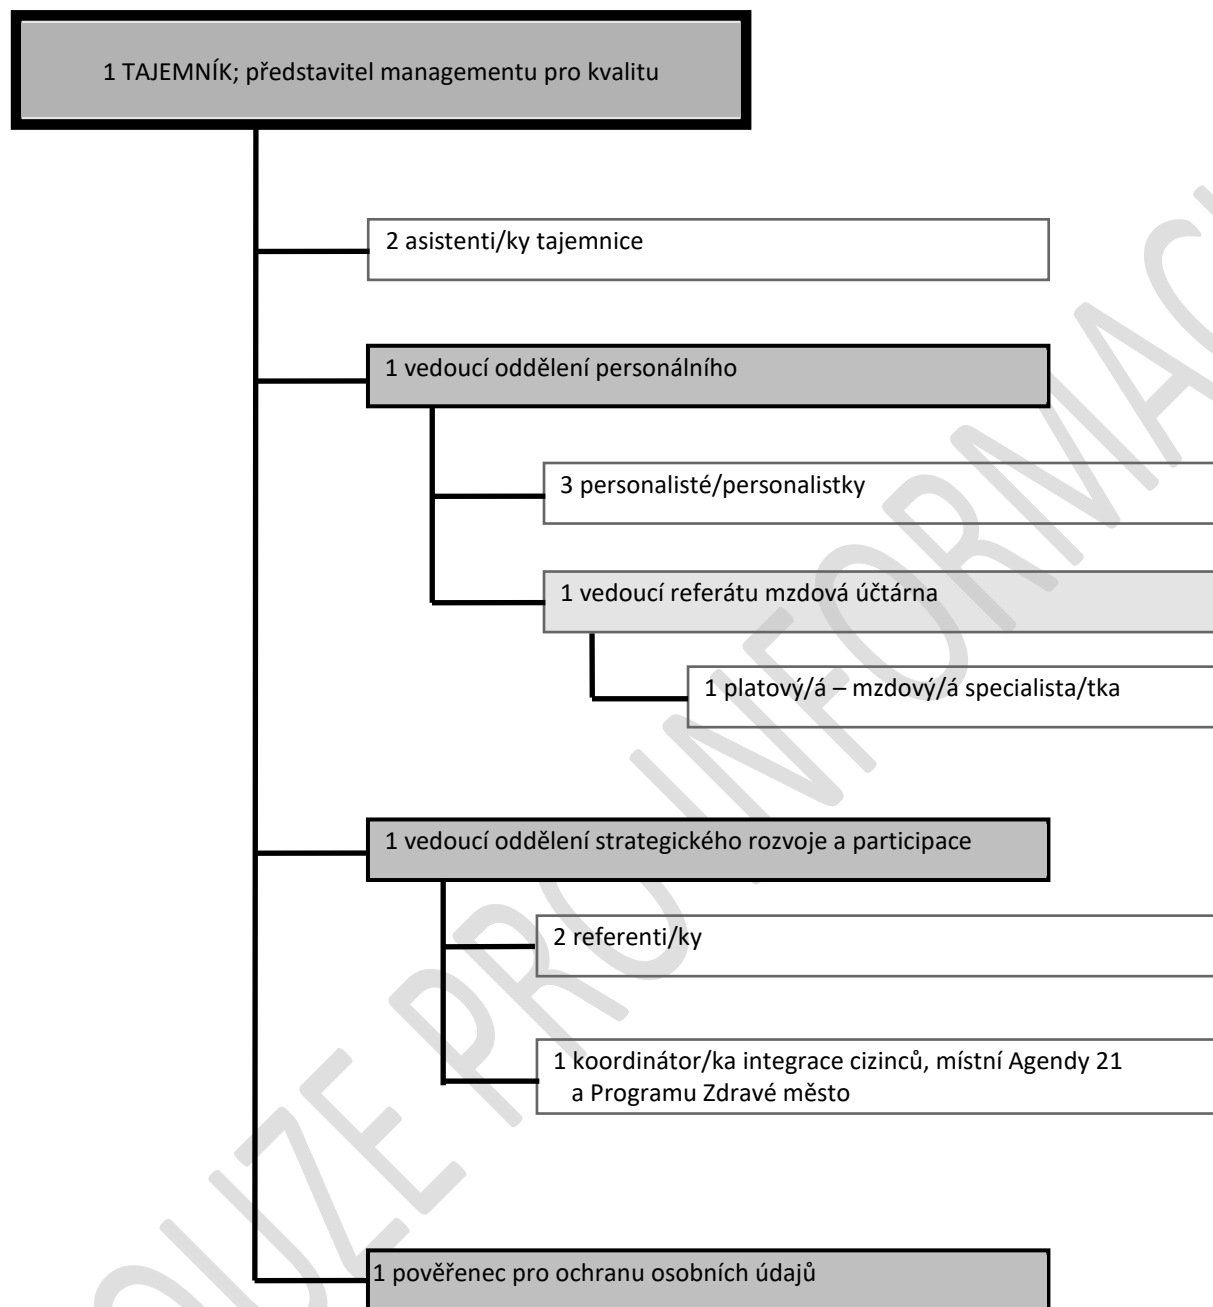 1 TAJEMNÍK; představitel managementu pro kvalitu
2 asistenti/ky tajemnice
1 vedoucí oddělení personálního
3 personalisté/personalistky
1 vedoucí referátu mzdová účtárna
1 platový/á – mzdový/á specialista/tka
1 vedoucí oddělení strategického rozvoje a participace
2 referenti/ky
1 koordinátor/ka integrace cizinců, místní Agendy 21
a Programu Zdravé město
1 pověřenec pro ochranu osobních údajů
PRO